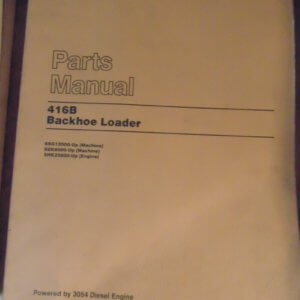 Parts
Manual
416B
Backhoe Loader
(Machine)
(Machine)
(Engine)
Powered by 3054 Diesel Engine